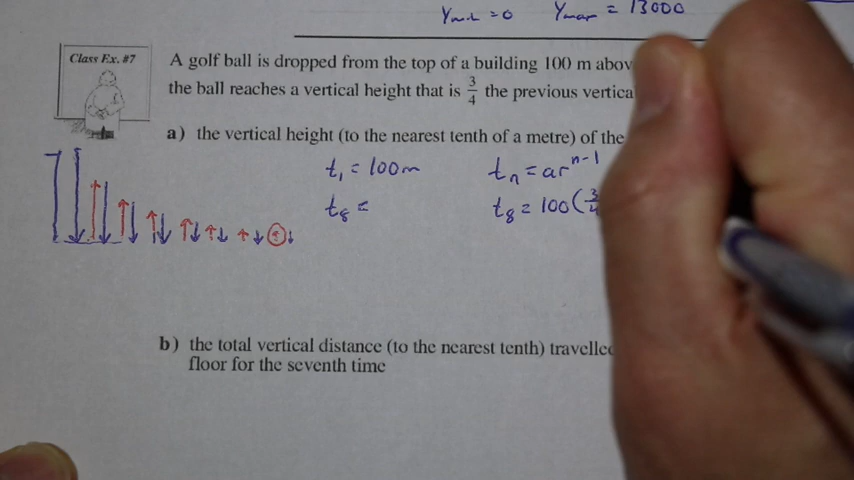 Ymin = 0 Ymax = 13000
Class Ex. #7
A golf ball is dropped from the top of a building 100 m
the ball reaches a vertical height that is 3/4 the previous
a) the vertical height (to the nearest tenth of a metre) of the
t₁ = 100m
tₙ = arⁿ⁻¹
t₈ =
t₈ = 100(3/4
b) the total vertical distance (to the nearest tenth)
floor for the seventh time